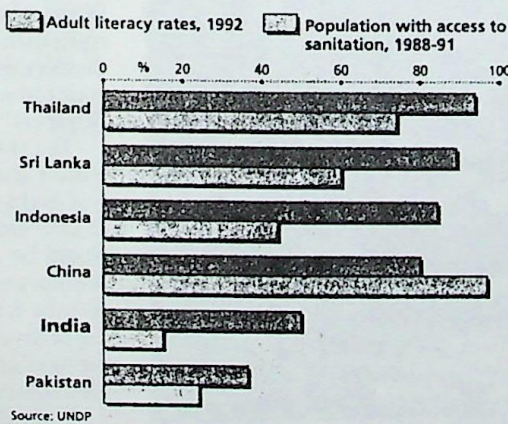 Adult literacy rates, 1992
Population with access to
sanitation, 1988-91
0 % 20 40 60 80 100
Thailand
Sri Lanka
Indonesia
China
India
Pakistan
Source: UNDP